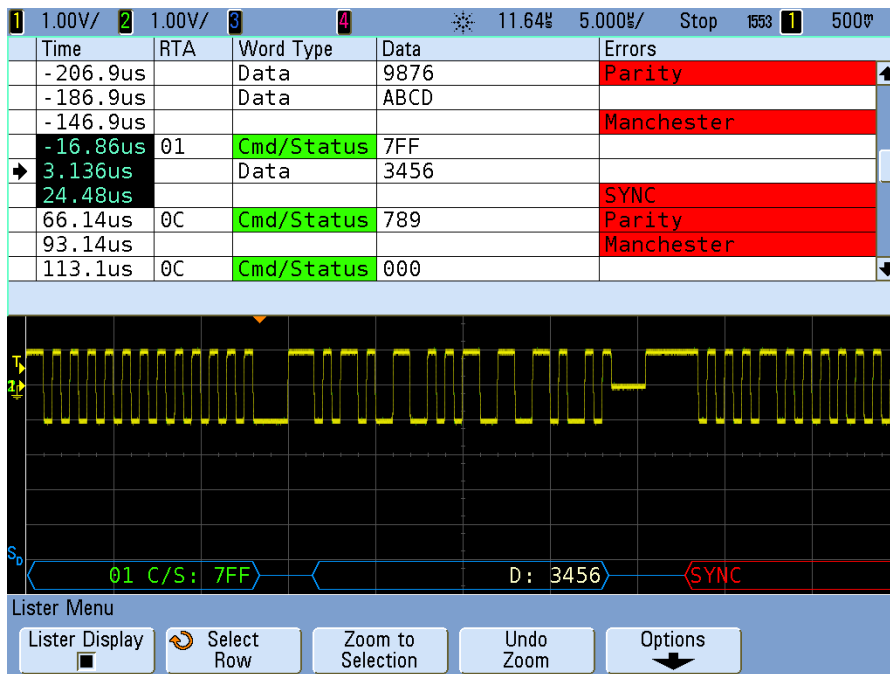 1 1.00V/ 2 1.00V/ 3 4 11.64 5.000 / Stop 1553 1 500
Time RTA Word Type Data Errors
-206.9us Data 9876 Parity
-186.9us Data ABCD
-146.9us Manchester
-16.86us 01 Cmd/Status 7FF
3.136us Data 3456
24.48us SYNC
66.14us 0C Cmd/Status 789 Parity
93.14us Manchester
113.1us 0C Cmd/Status 000
T
1
SD
01 C/S: 7FF D: 3456 SYNC
Lister Menu
Lister Display Select Row Zoom to Selection Undo Zoom Options